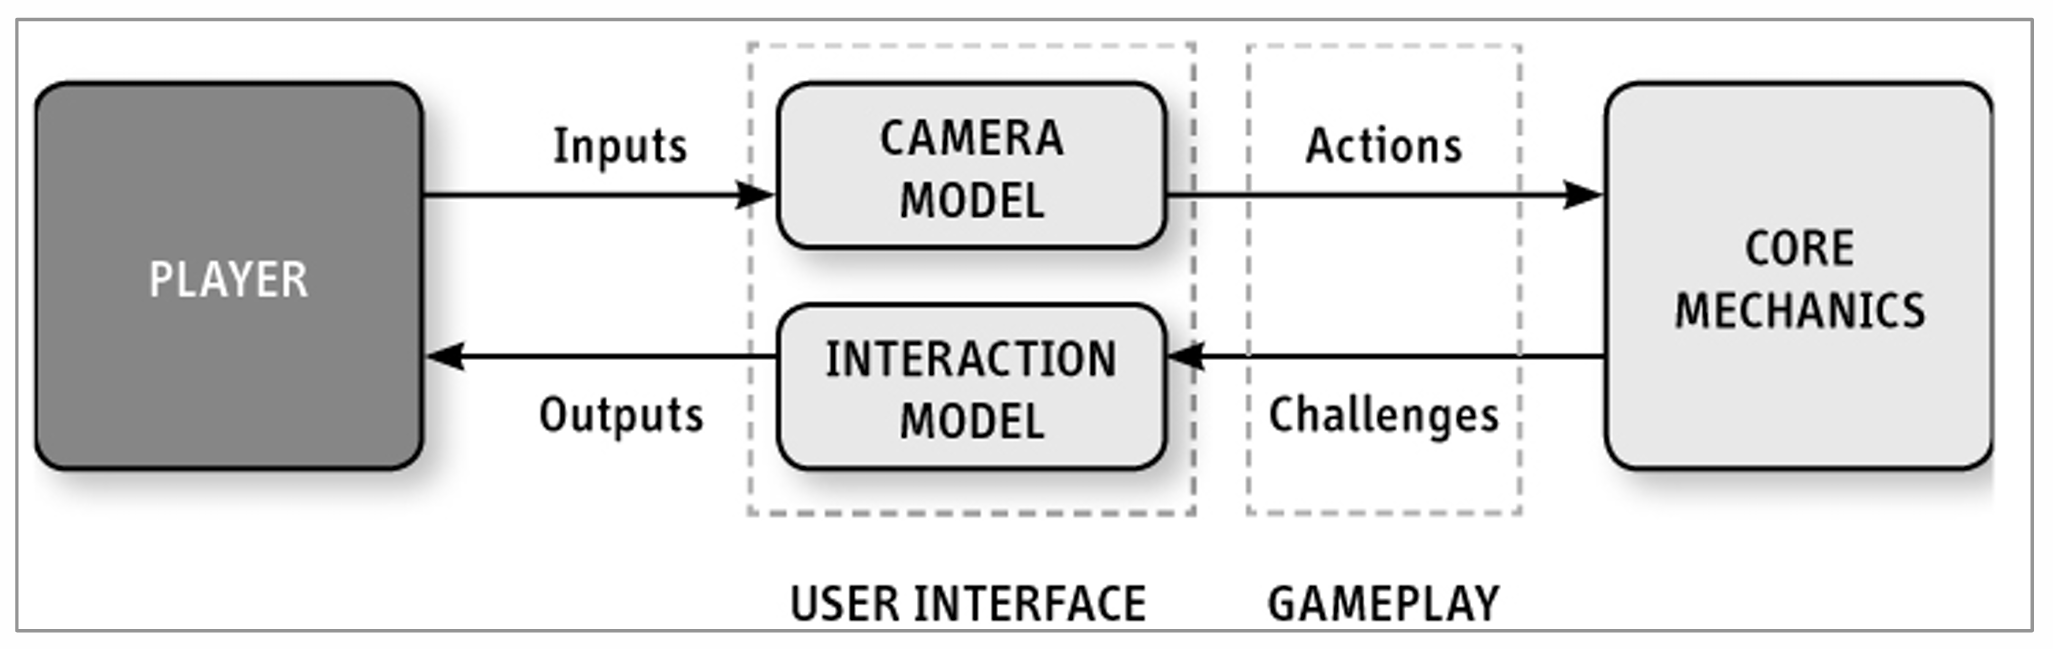 PLAYER
Inputs
Outputs
CAMERA
MODEL
INTERACTION
MODEL
Actions
Challenges
CORE
MECHANICS
USER INTERFACE
GAMEPLAY